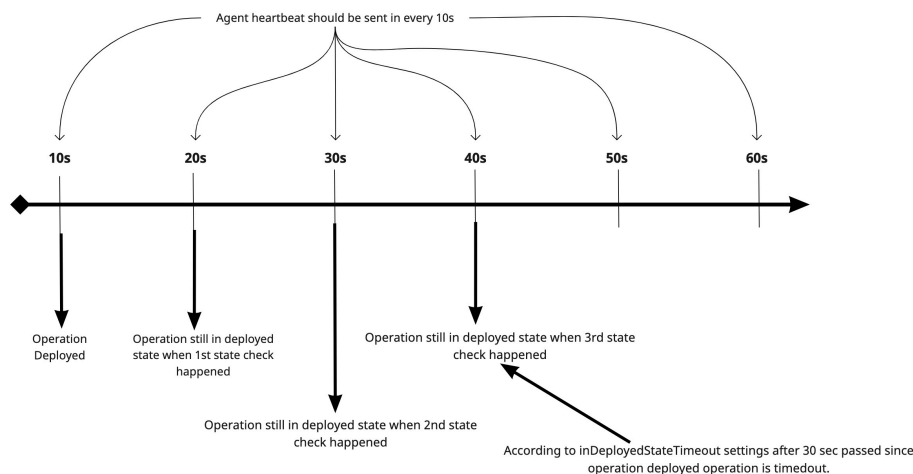 Agent heartbeat should be sent in every 10s
10s
20s
30s
40s
50s
60s
Operation
Deployed
Operation still in deployed
state when 1st state check
happened
Operation still in deployed state when 2nd state
check happened
Operation still in deployed state when 3rd state
check happened
According to inDeployedStateTimeout settings after 30 sec passed since
operation deployed operation is timedout.